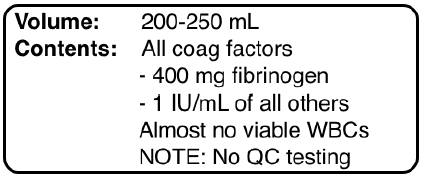 Volume: 200-250 mL
Contents: All coag factors
- 400 mg fibrinogen
- 1 IU/mL of all others
Almost no viable WBCs
NOTE: No QC testing